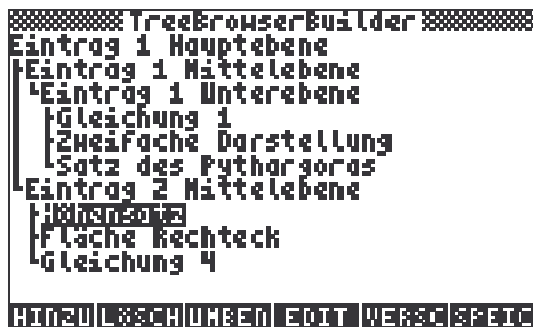 TreeBrowserBuilder
Eintrag 1 Hauptebene
Eintrag 1 Mittelebene
Eintrag 1 Unterebene
Gleichung 1
Zweifache Darstellung
Satz des Pythargoras
Eintrag 2 Mittelebene
Höhensatz
Fläche Rechteck
Gleichung 4
HINZU LÖSCH UMBEN EDIT VERSC SPEIC